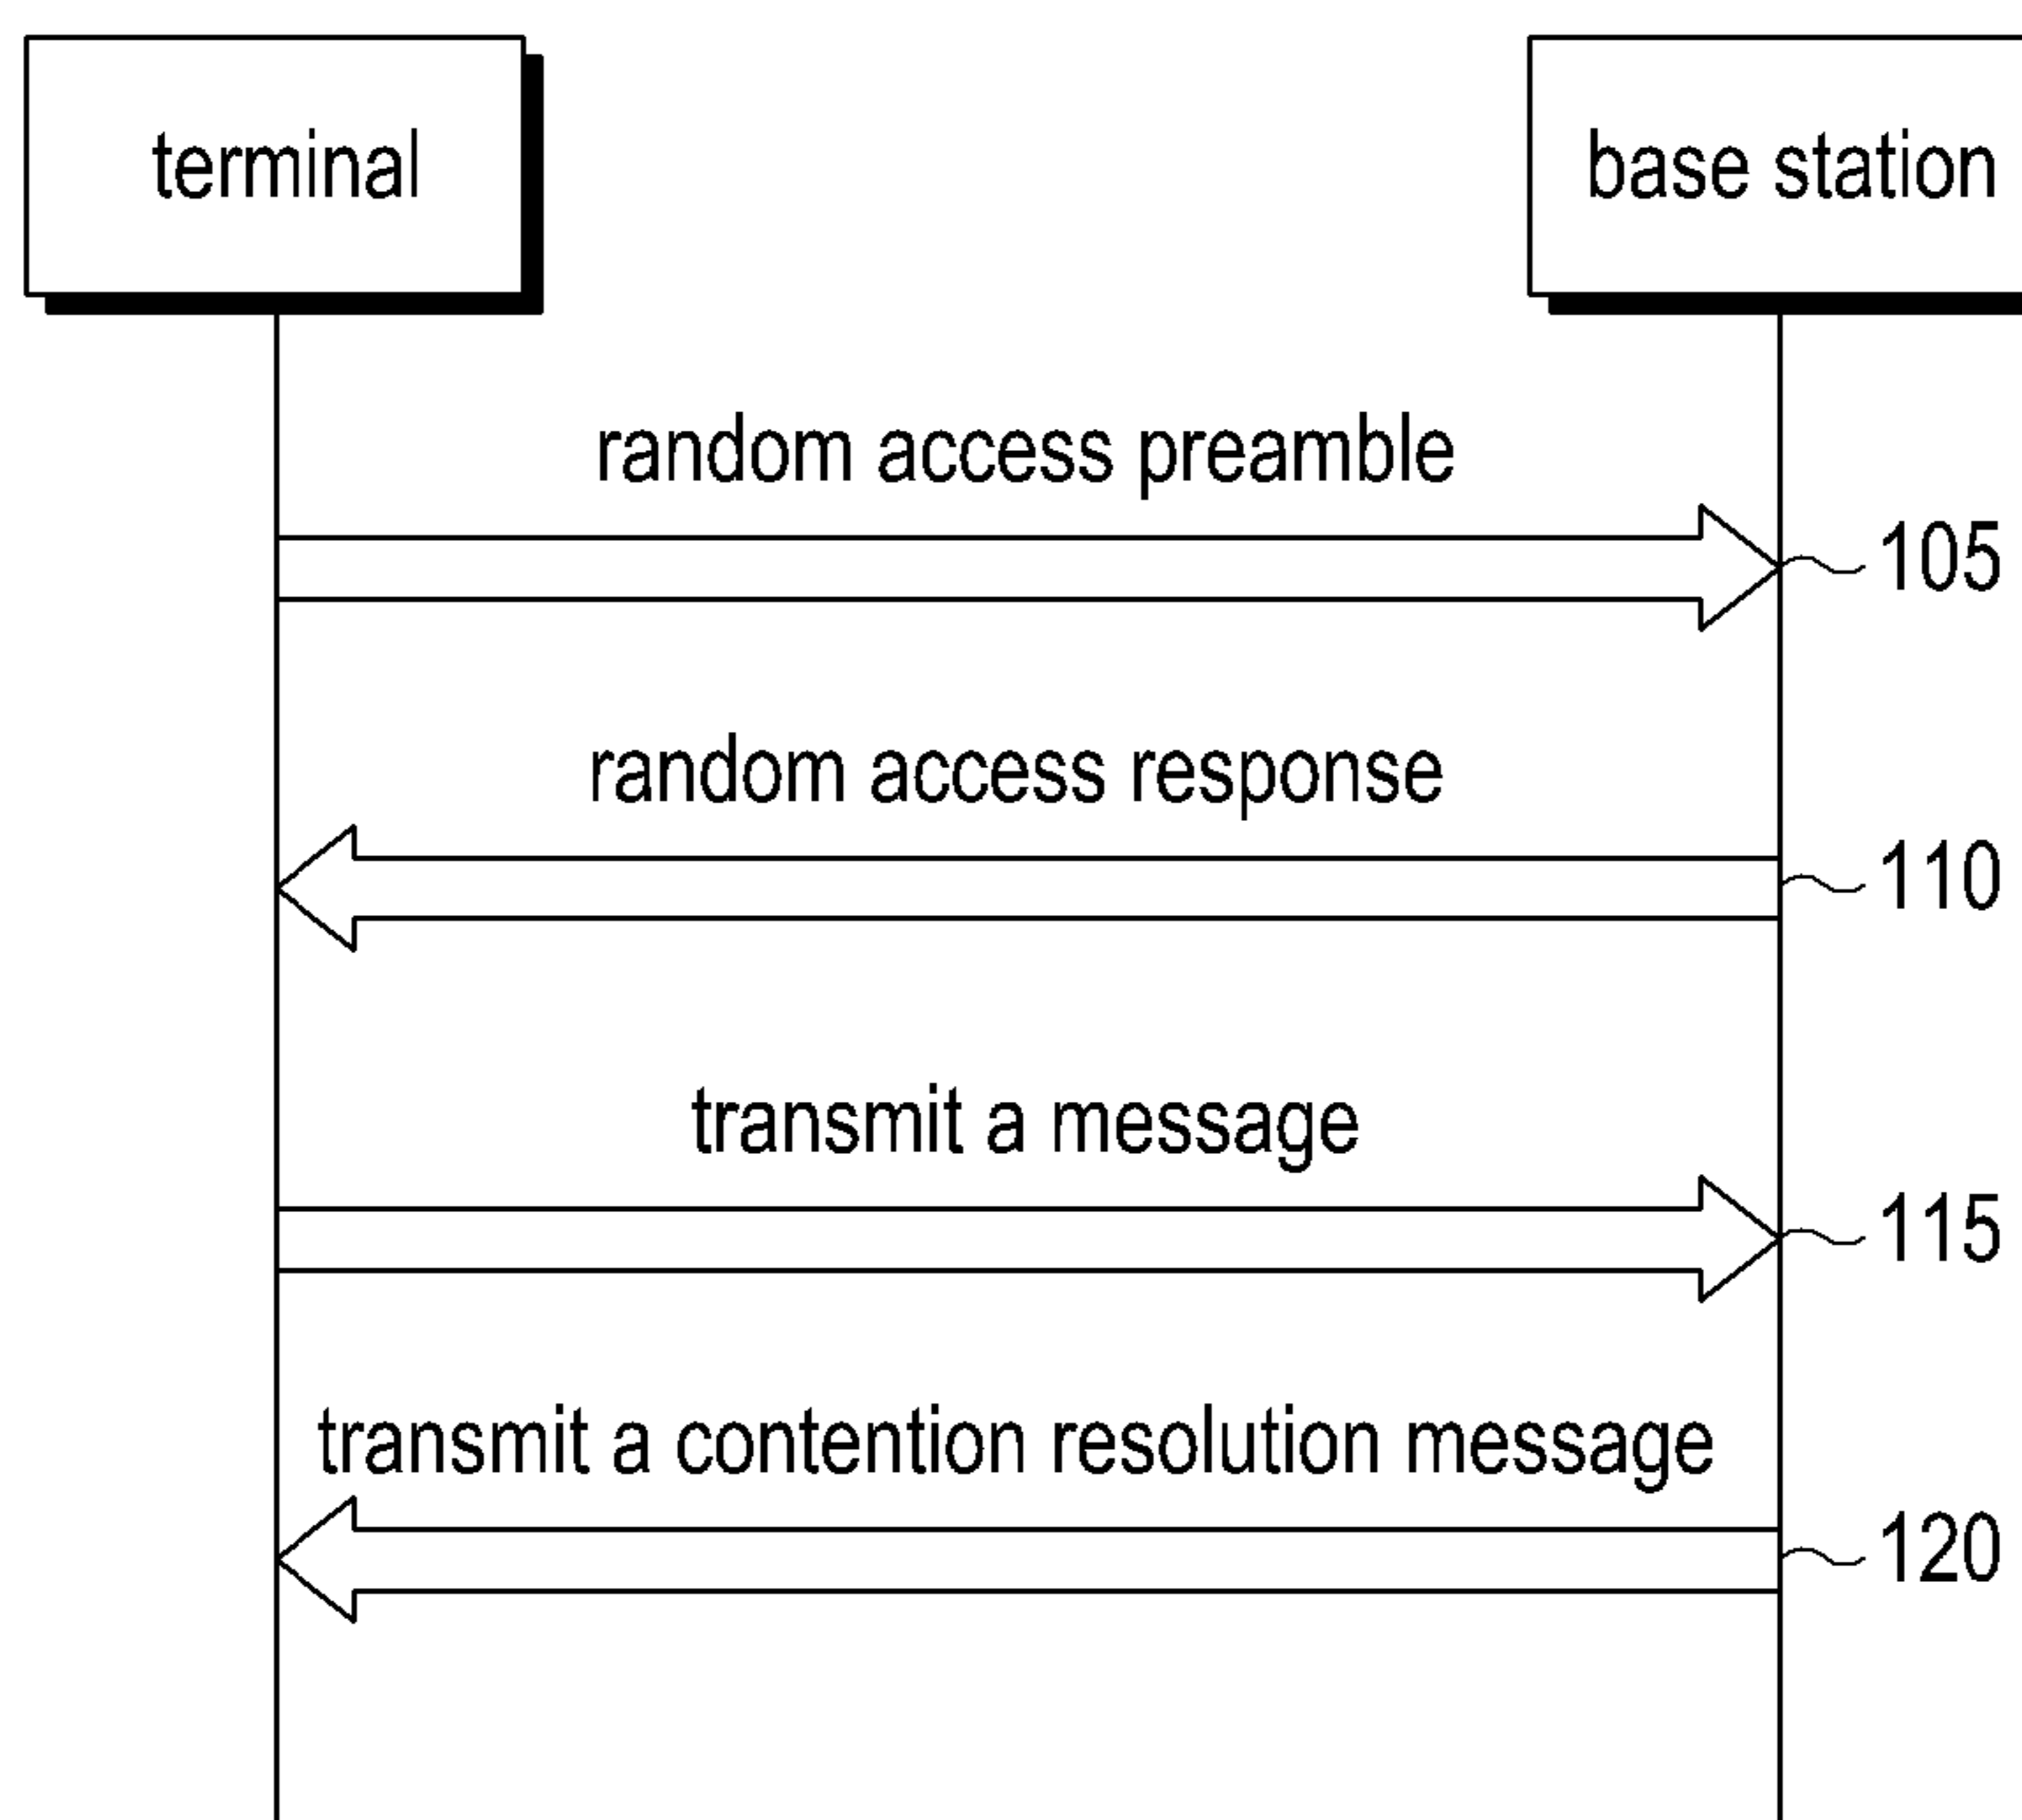 terminal
base station
random access preamble
105
random access response
110
transmit a message
115
transmit a contention resolution message
120